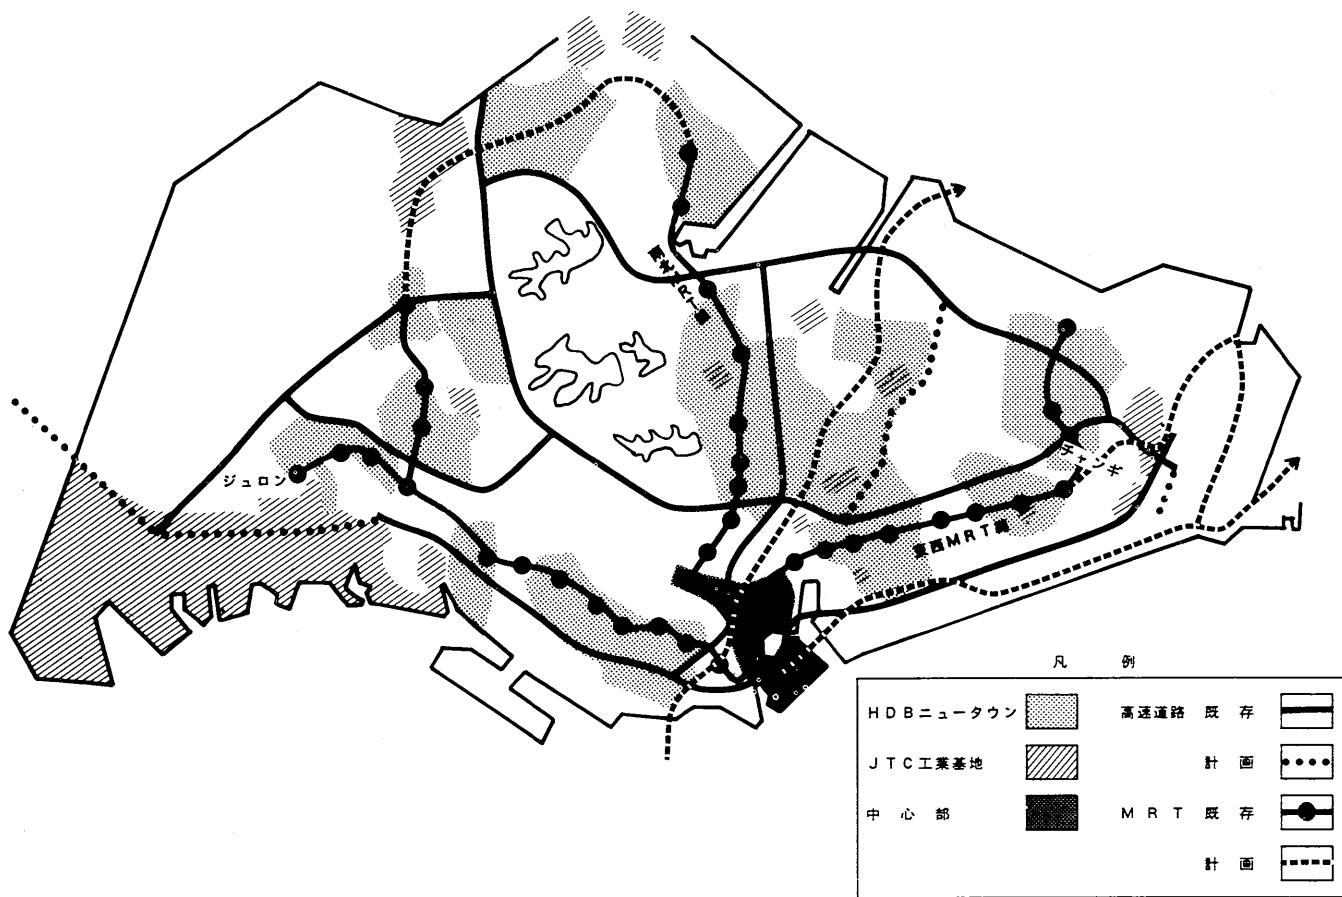 南北MRT線
ジュロン
チャンギ
東西MRT線
凡例
HDBニュータウン
高速道路 既存
JTC工業基地
計画
中心部
MRT 既存
計画